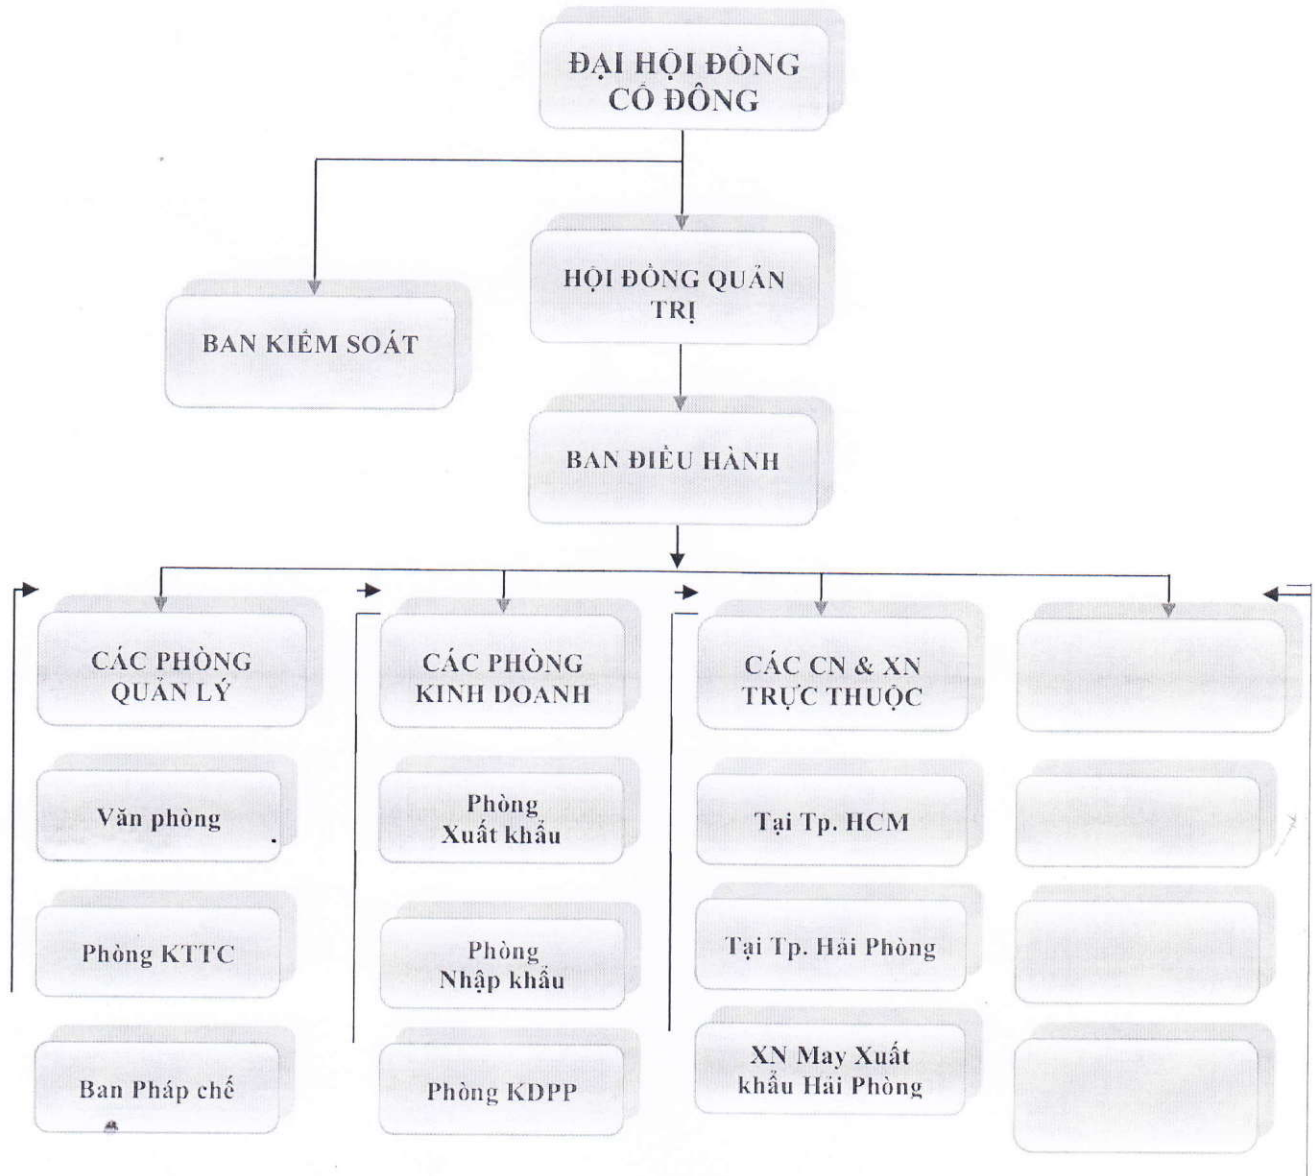 ĐẠI HỘI ĐỒNG
CỔ ĐÔNG
HỘI ĐỒNG QUẢN
TRỊ
BAN KIỂM SOÁT
BAN ĐIỀU HÀNH
CÁC PHÒNG
QUẢN LÝ
Văn phòng
Phòng KTTC
Ban Pháp chế
CÁC PHÒNG
KINH DOANH
Phòng
Xuất khẩu
Phòng
Nhập khẩu
Phòng KDPP
CÁC CN & XN
TRỰC THUỘC
Tại Tp. HCM
Tại Tp. Hải Phòng
XN May Xuất
khẩu Hải Phòng